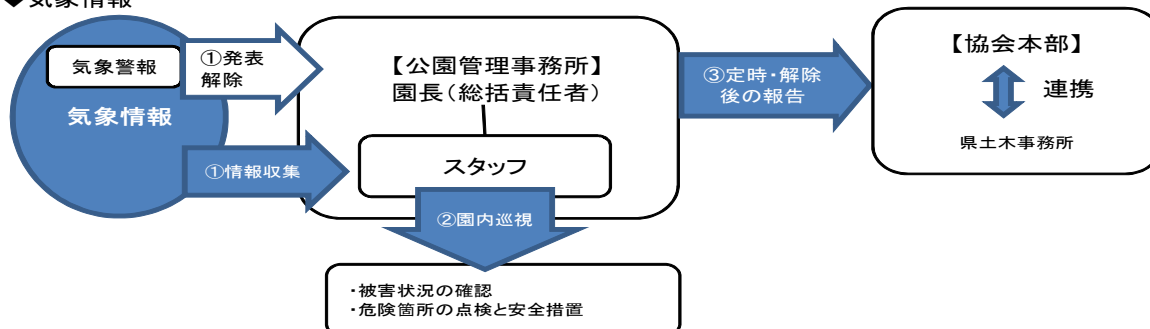 ◆気象情報
気象警報
気象情報
①発表
解除
①情報収集
【公園管理事務所】
園長（総括責任者）
スタッフ
②園内巡視
・被害状況の確認
・危険箇所の点検と安全措置
③定時・解除
後の報告
【協会本部】
連携
県土木事務所